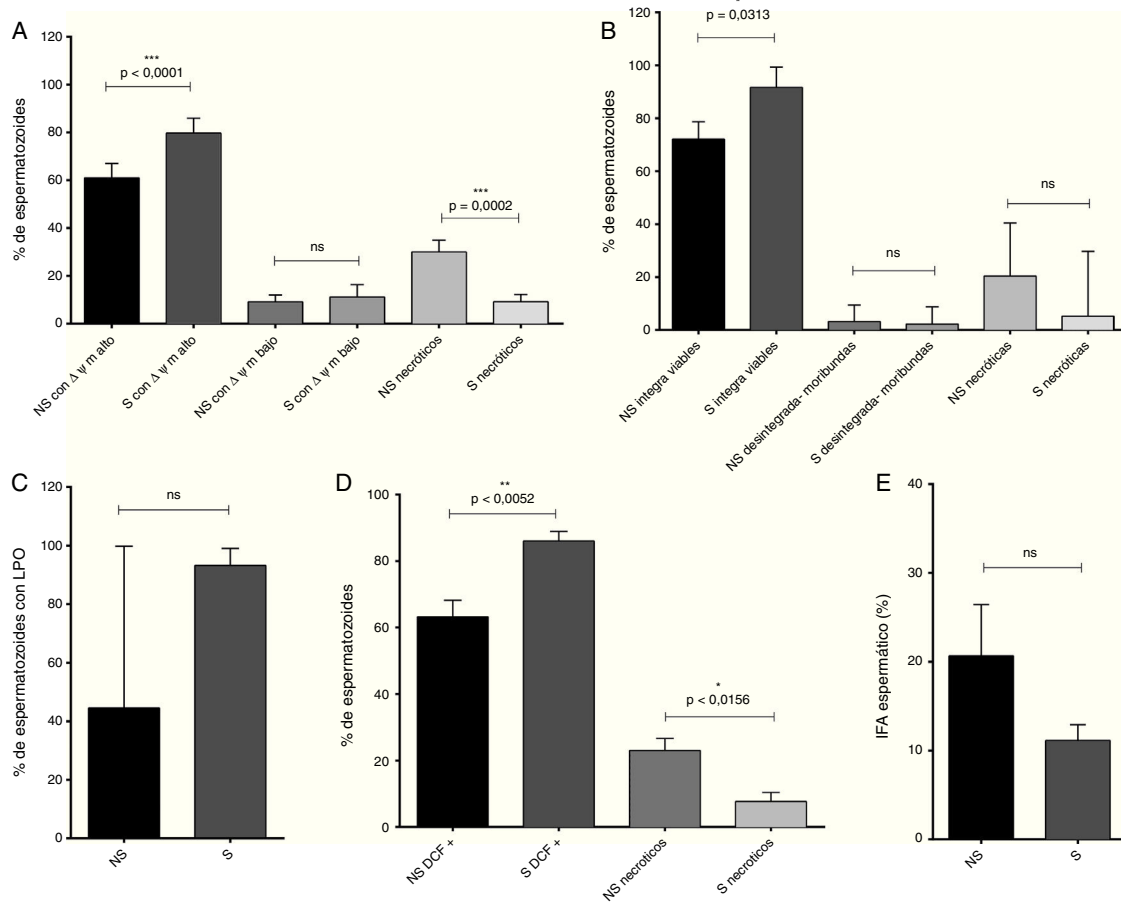 A
% de espermatozoides
120
100
80
60
40
20
0
***
p < 0,0001
ns
***
p = 0,0002
NS con Δ ψ m alto
S con Δ ψ m alto
NS con Δ ψ m bajo
S con Δ ψ m bajo
NS necróticos
S necróticos
B
% de espermatozoides
120
100
80
60
40
20
0
p = 0,0313
ns
ns
NS integra viables
S integra viables
NS desintegrada- moribundas
S desintegrada- moribundas
NS necróticas
S necróticas
C
% de espermatozoides con LPO
120
100
80
60
40
20
0
ns
NS
S
D
% de espermatozoides
100
80
60
40
20
0
**
p < 0,0052
*
p < 0,0156
NS DCF +
S DCF +
NS necroticos
S necroticos
E
IFA espermático (%)
40
30
20
10
0
ns
NS
S